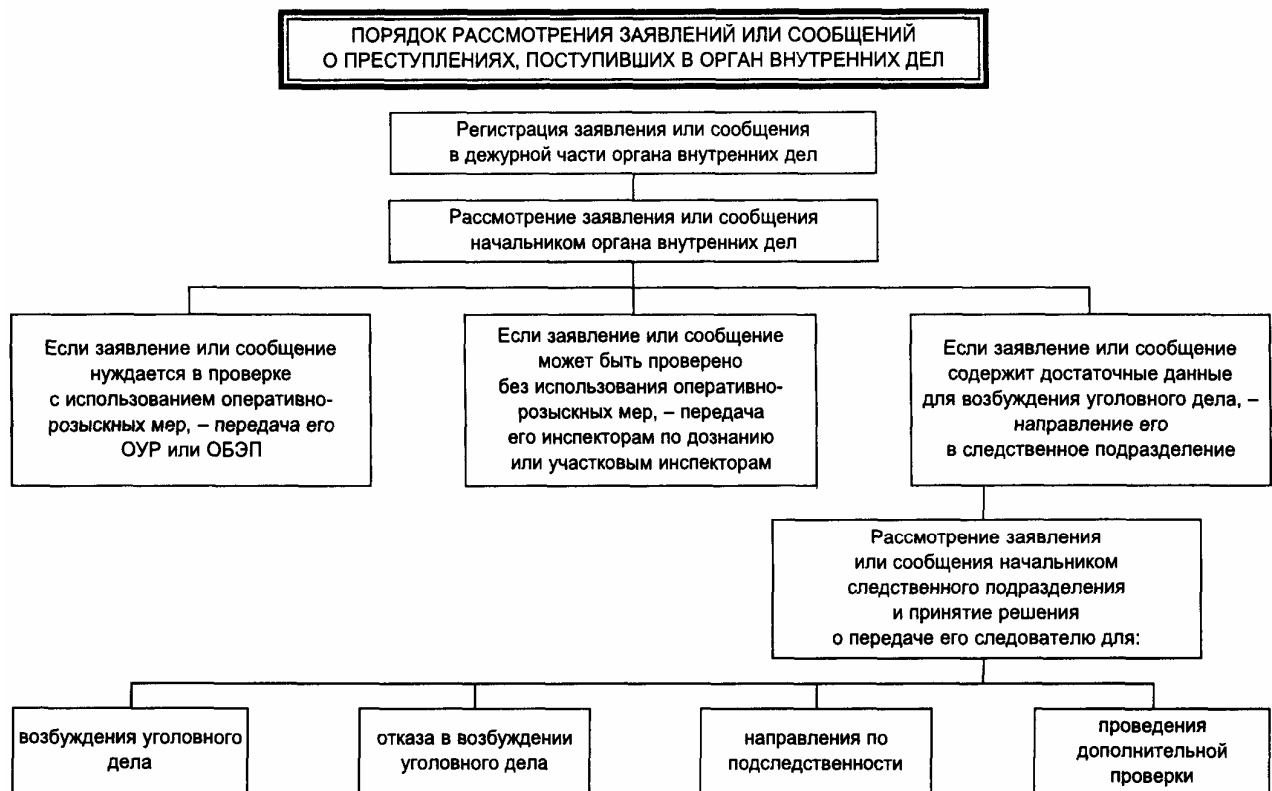 ПОРЯДОК РАССМОТРЕНИЯ ЗАЯВЛЕНИЙ ИЛИ СООБЩЕНИЙ
О ПРЕСТУПЛЕНИЯХ, ПОСТУПИВШИХ В ОРГАН ВНУТРЕННИХ ДЕЛ
Регистрация заявления или сообщения
в дежурной части органа внутренних дел
Рассмотрение заявления или сообщения
начальником органа внутренних дел
Если заявление или сообщение
нуждается в проверке
с использованием оперативно-
розыскных мер, – передача его
ОУР или ОБЭП
Если заявление или сообщение
может быть проверено
без использования оперативно-
розыскных мер, – передача
его инспекторам по дознанию
или участковым инспекторам
Если заявление или сообщение
содержит достаточные данные
для возбуждения уголовного дела, –
направление его
в следственное подразделение
Рассмотрение заявления
или сообщения начальником
следственного подразделения
и принятие решения
о передаче его следователю для:
возбуждения уголовного
дела
отказа в возбуждении
уголовного дела
направления по
подследственности
проведения
дополнительной
проверки